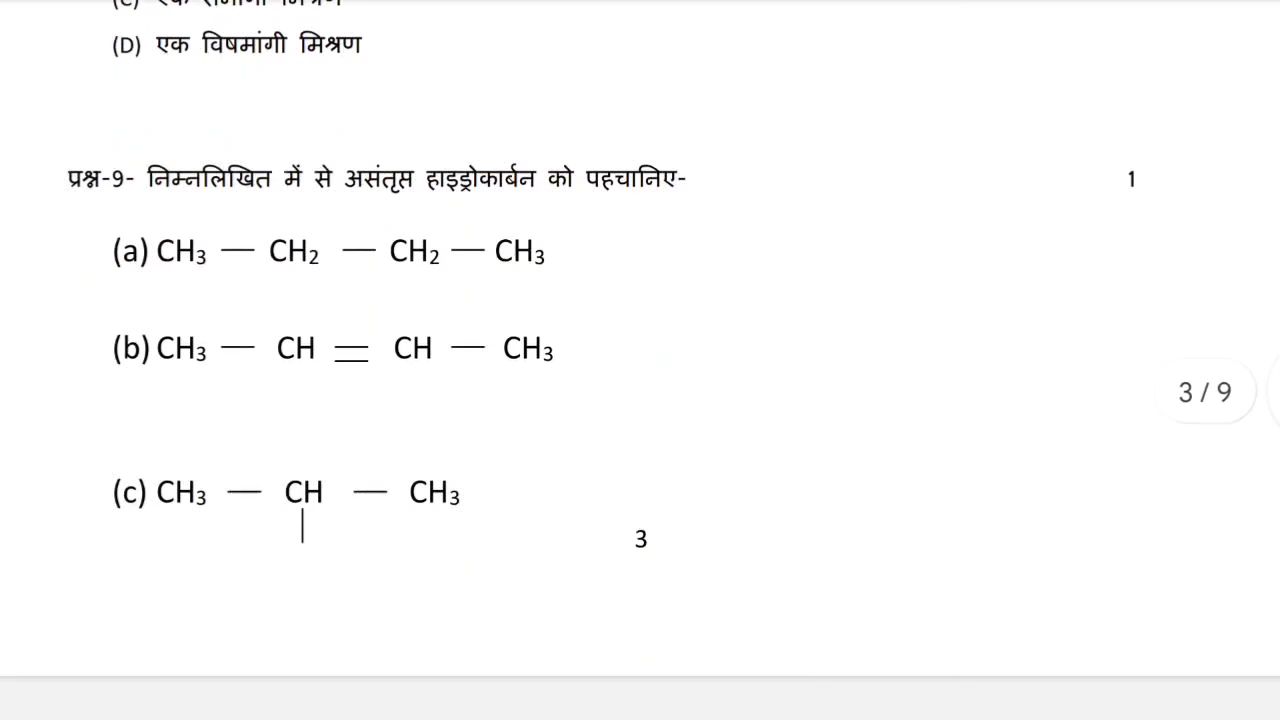 (D) एक विषमांगी मिश्रण
प्रश्न-9- निम्नलिखित में से असंतृप्त हाइड्रोकार्बन को पहचानिए- 1
(a) CH₃ — CH₂ — CH₂ — CH₃
(b) CH₃ — CH = CH — CH₃
3 / 9
(c) CH₃ — CH — CH₃
|
3